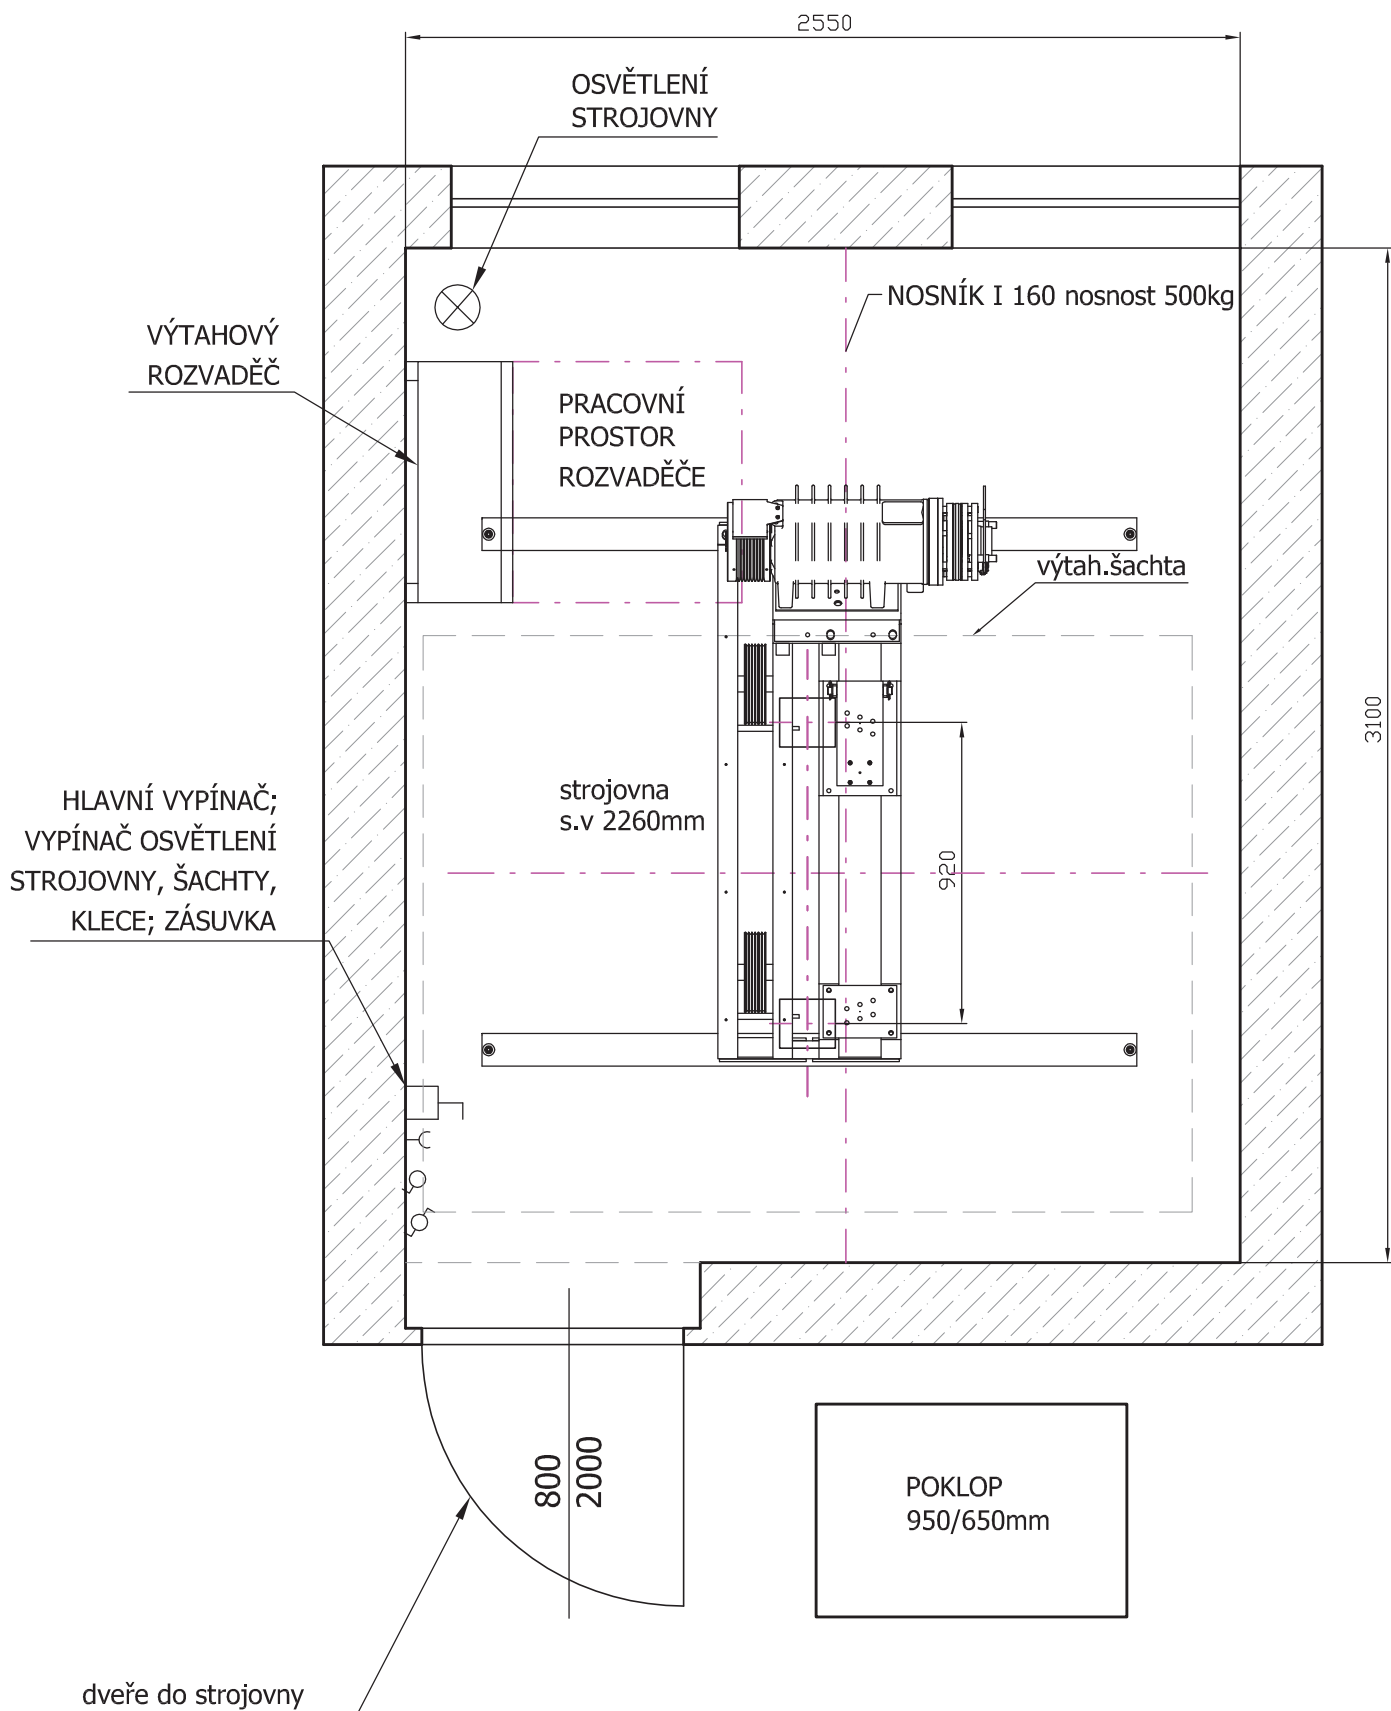 2550
OSVĚTLENÍ
STROJOVNY
NOSNÍK I 160 nosnost 500kg
VÝTAHOVÝ
ROZVADĚČ
PRACOVNÍ
PROSTOR
ROZVADĚČE
výtah.šachta
3100
HLAVNÍ VYPÍNAČ;
VYPÍNAČ OSVĚTLENÍ
STROJOVNY, ŠACHTY,
KLECE; ZÁSUVKA
strojovna
s.v 2260mm
920
800
2000
POKLOP
950/650mm
dveře do strojovny